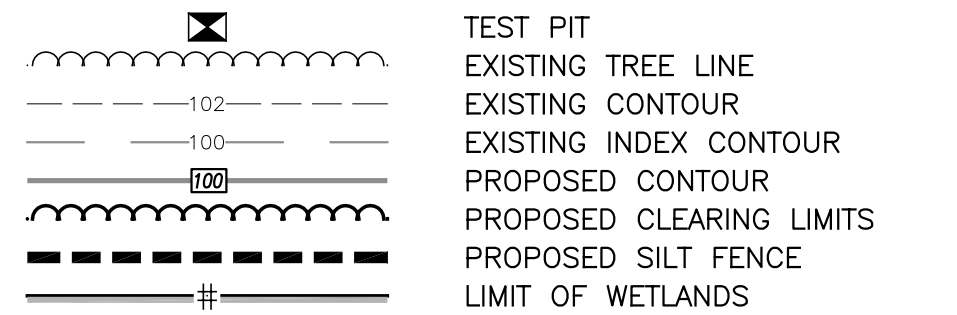 TEST PIT
EXISTING TREE LINE
102 EXISTING CONTOUR
100 EXISTING INDEX CONTOUR
100 PROPOSED CONTOUR
PROPOSED CLEARING LIMITS
PROPOSED SILT FENCE
# LIMIT OF WETLANDS